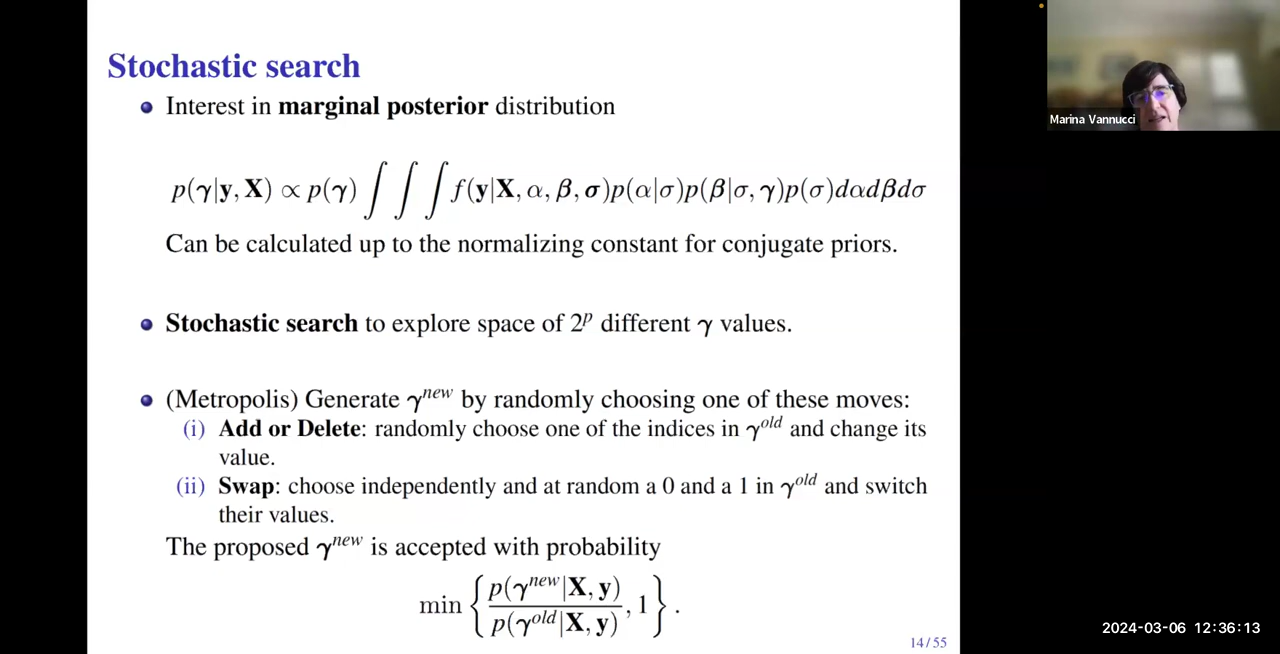 Stochastic search
Interest in marginal posterior distribution
p(γ|y, X) ∝ p(γ) ∫ ∫ ∫ f(y|X, α, β, σ)p(α|σ)p(β|σ, γ)p(σ)dαdβdσ
Can be calculated up to the normalizing constant for conjugate priors.
Stochastic search to explore space of 2^p different γ values.
(Metropolis) Generate γ^new by randomly choosing one of these moves:
(i) Add or Delete: randomly choose one of the indices in γ^old and change its
value.
(ii) Swap: choose independently and at random a 0 and a 1 in γ^old and switch
their values.
The proposed γ^new is accepted with probability
min { p(γ^new|X, y) / p(γ^old|X, y) , 1 } .
14/55
Marina Vannucci
2024-03-06 12:36:13